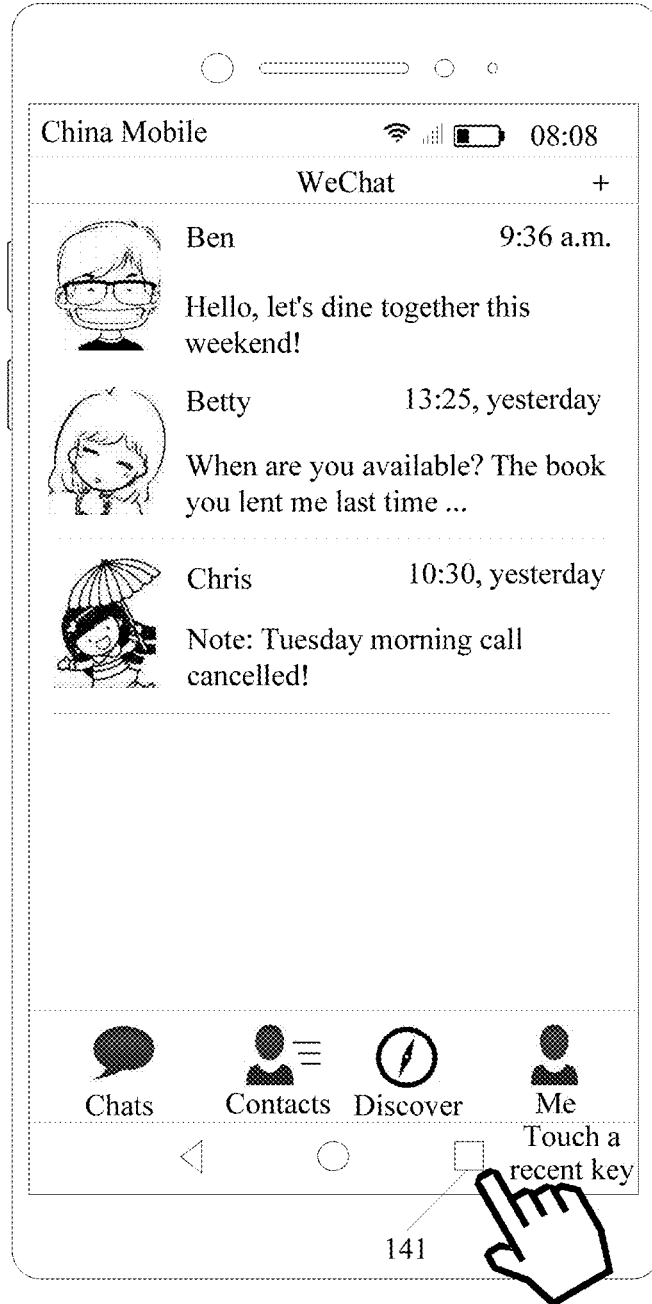 China Mobile 08:08
WeChat +
Ben 9:36 a.m.
Hello, let's dine together this
weekend!
Betty 13:25, yesterday
When are you available? The book
you lent me last time ...
Chris 10:30, yesterday
Note: Tuesday morning call
cancelled!
Chats Contacts Discover Me
Touch a
recent key
141